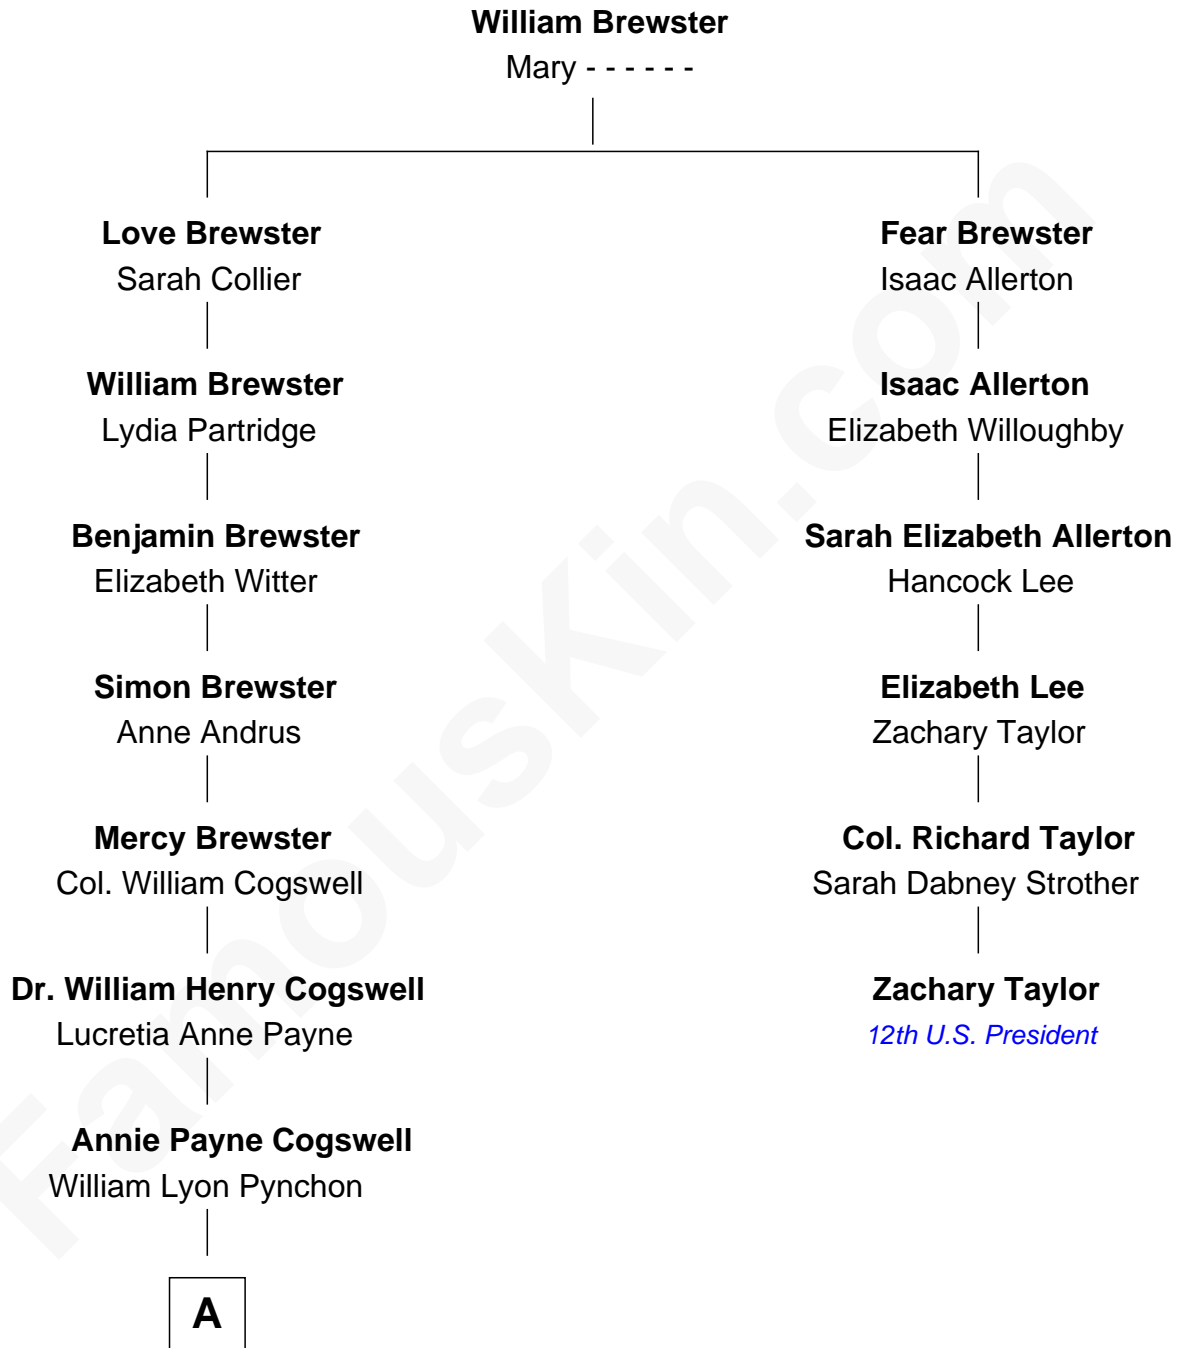 William Brewster
Mary - - - - - -
Love Brewster
Sarah Collier
Fear Brewster
Isaac Allerton
William Brewster
Lydia Partridge
Isaac Allerton
Elizabeth Willoughby
Benjamin Brewster
Elizabeth Witter
Sarah Elizabeth Allerton
Hancock Lee
Simon Brewster
Anne Andrus
Elizabeth Lee
Zachary Taylor
Mercy Brewster
Col. William Cogswell
Col. Richard Taylor
Sarah Dabney Strother
Dr. William Henry Cogswell
Lucretia Anne Payne
Zachary Taylor
12th U.S. President
Annie Payne Cogswell
William Lyon Pynchon
A
FamousKin.com